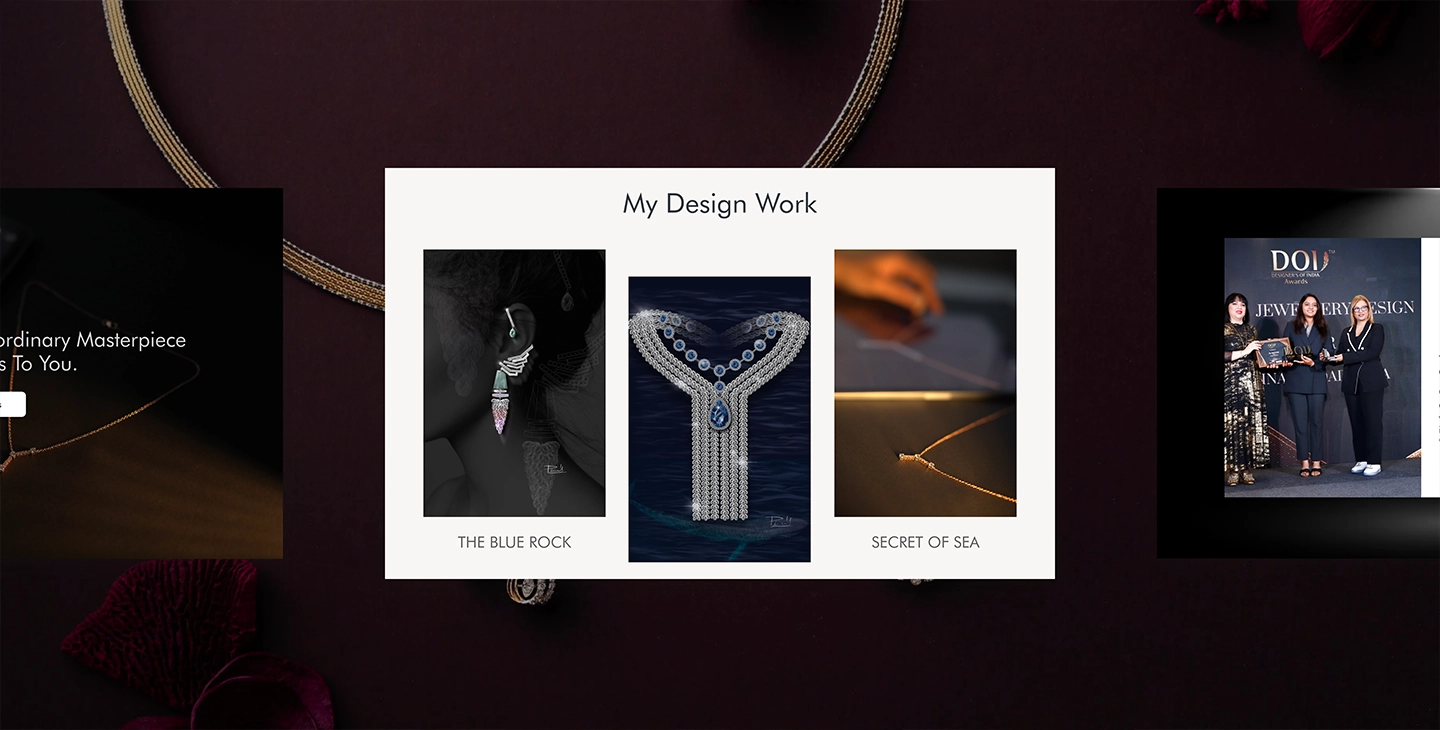 ordinary Masterpiece
s To You.
My Design Work
THE BLUE ROCK
SECRET OF SEA
DOI
DESIGNERS OF INDIA
Awards
JEWELLERY DESIGN